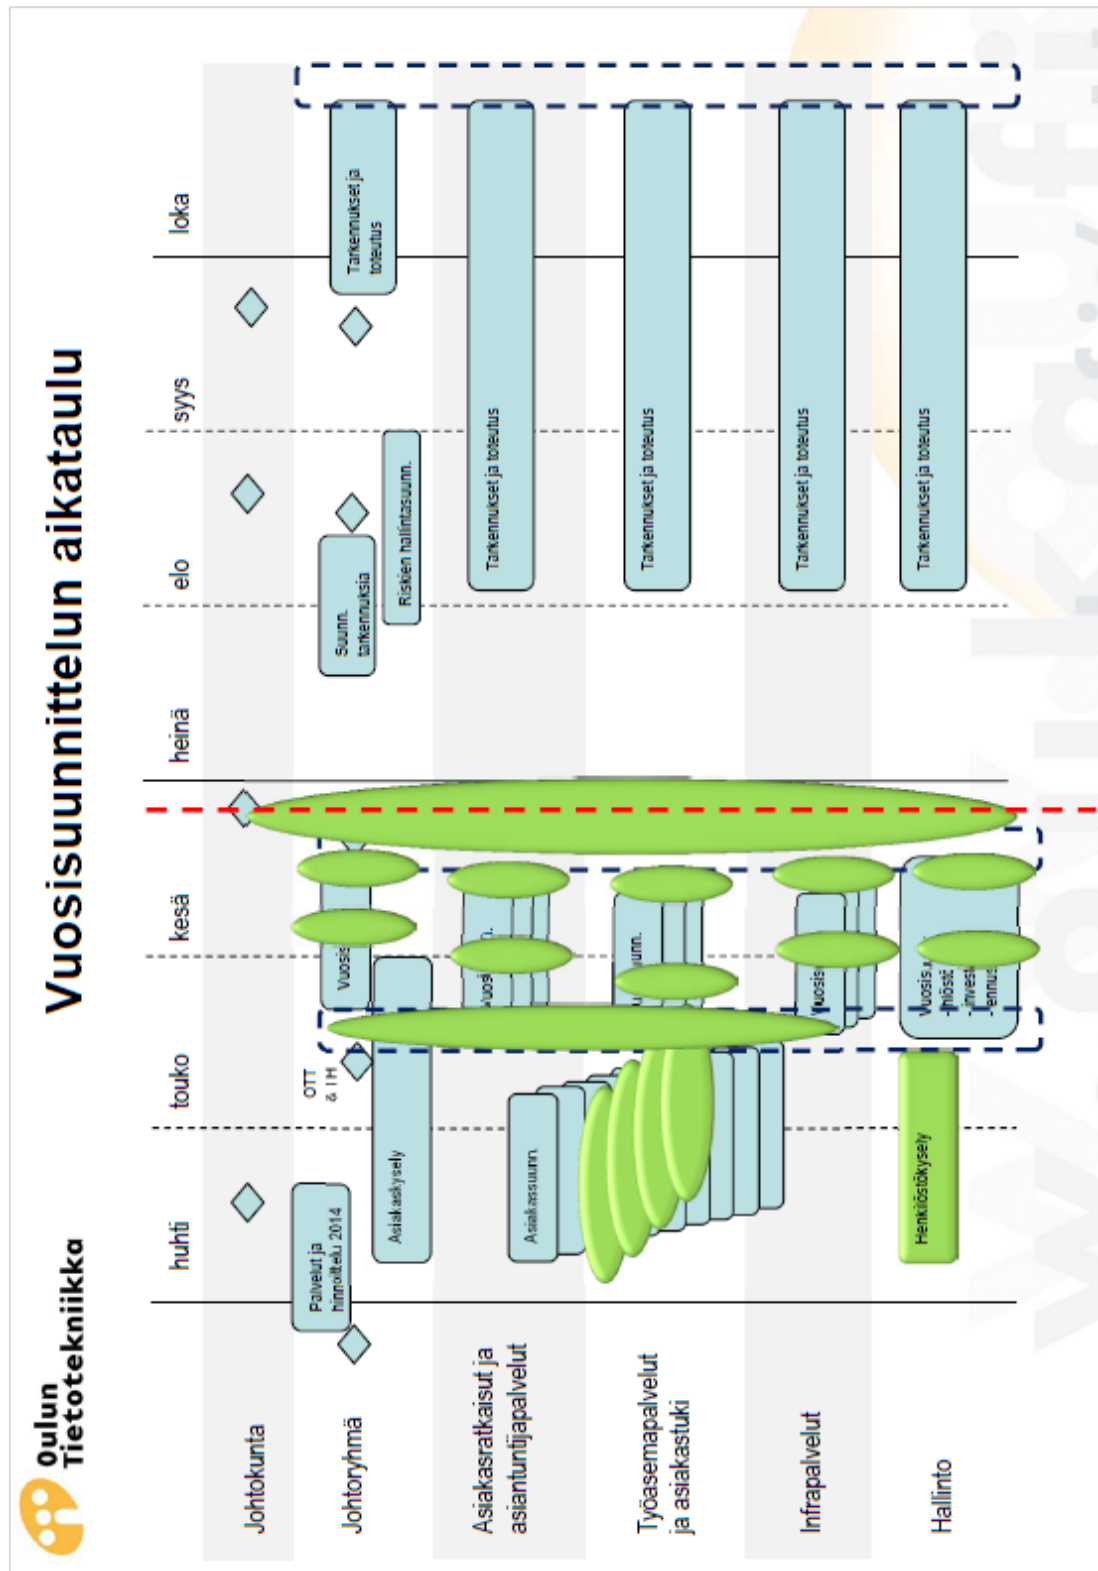 Oulun
Tietotekniikka
Vuosisuunnittelun aikataulu
huhti
touko
kesä
heinä
elo
syys
loka
Johtokunta
Johtoryhmä
Palvelut ja
hinnoittelu 2014
Asiakaskysely
OTT
& IH
Suunn.
tarkennuksia
Riskien hallintasuunn.
Tarkennukset ja
toteutus
Asiakasratkaisut ja
asiantuntijapalvelut
Asiakassuunn.
Tarkennukset ja toteutus
Työasemapalvelut
ja asiakastuki
Tarkennukset ja toteutus
Infrapalvelut
Tarkennukset ja toteutus
Hallinto
Henkilöstökysely
Tarkennukset ja toteutus